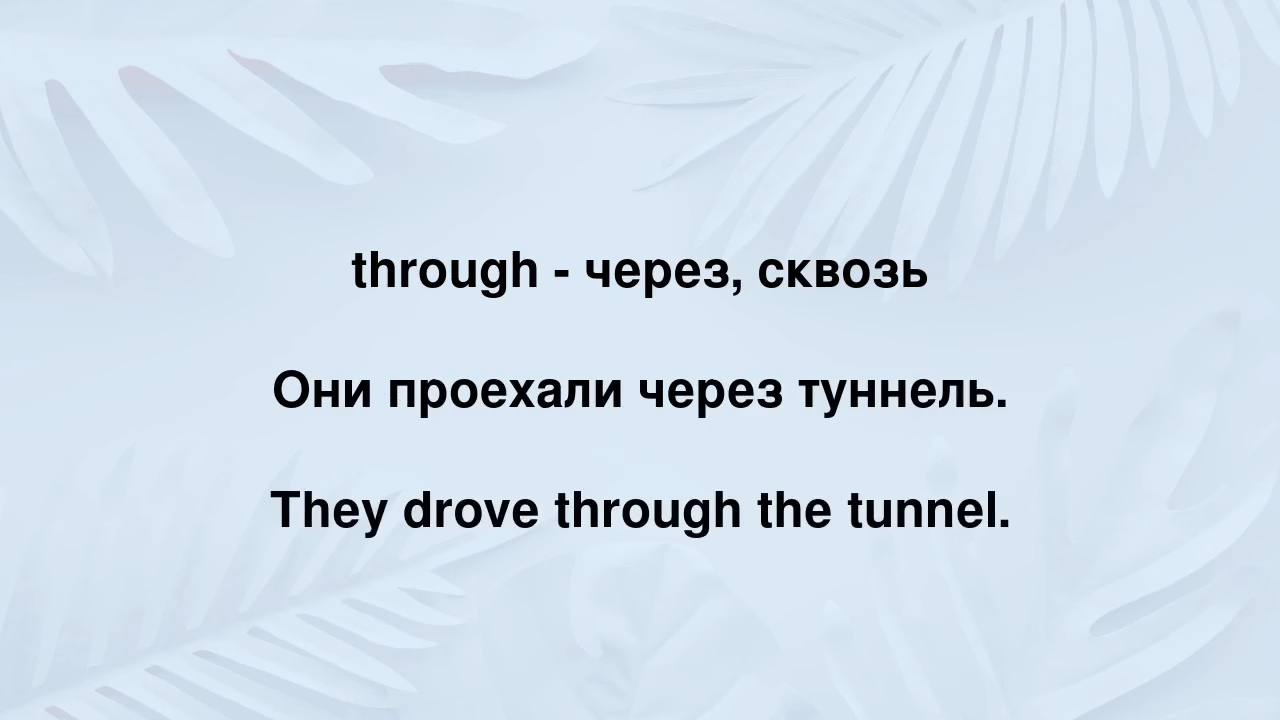 through - через, сквозь
Они проехали через туннель.
They drove through the tunnel.